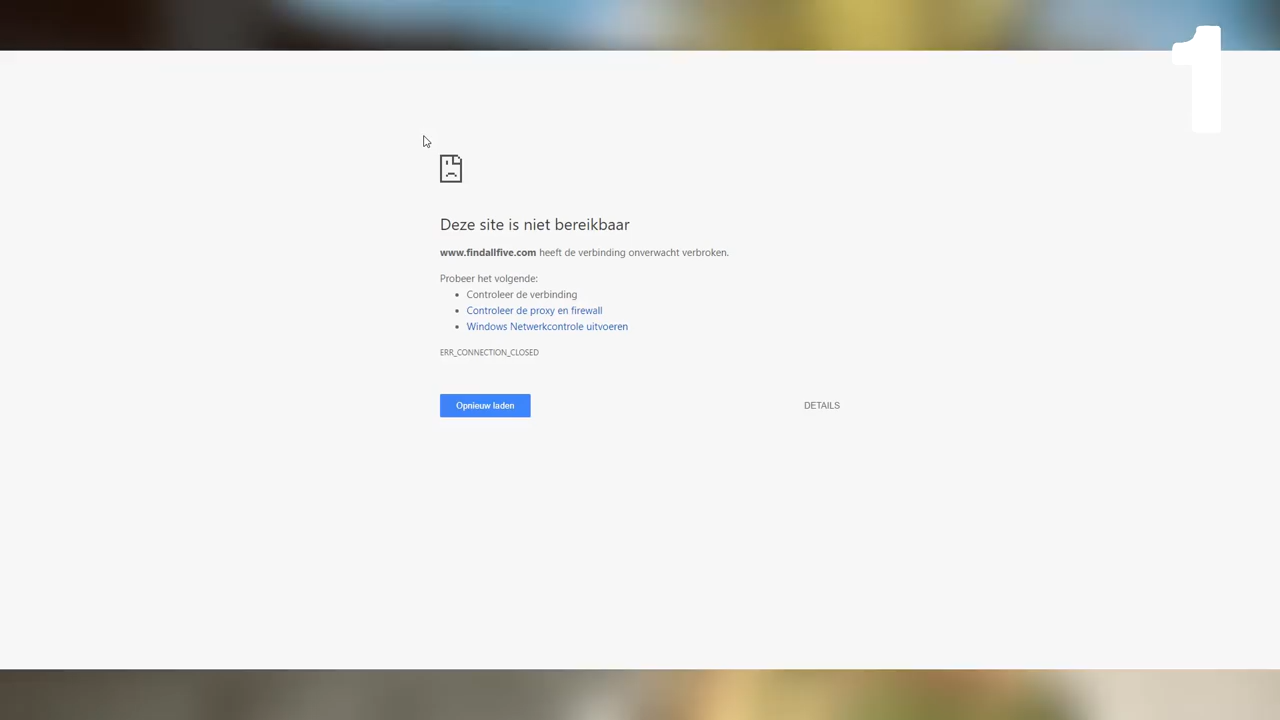 1
Deze site is niet bereikbaar
www.findallfive.com heeft de verbinding onverwacht verbroken.
Probeer het volgende:
• Controleer de verbinding
• Controleer de proxy en firewall
• Windows Netwerkcontrole uitvoeren
ERR_CONNECTION_CLOSED
Opnieuw laden
DETAILS